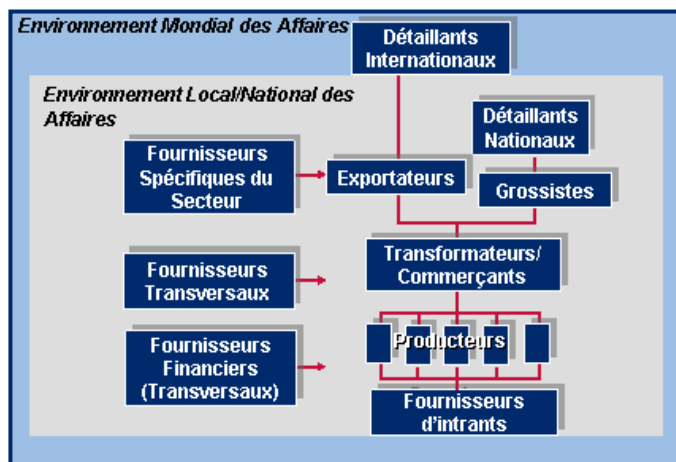 Environnement Mondial des Affaires
Détaillants
Internationaux
Environnement Local/National des
Affaires
Détaillants
Nationaux
Fournisseurs
Spécifiques du
Secteur
Exportateurs
Grossistes
Transformateurs/
Commerçants
Fournisseurs
Transversaux
Producteurs
Fournisseurs
Financiers
(Transversaux)
Fournisseurs
d'intrants